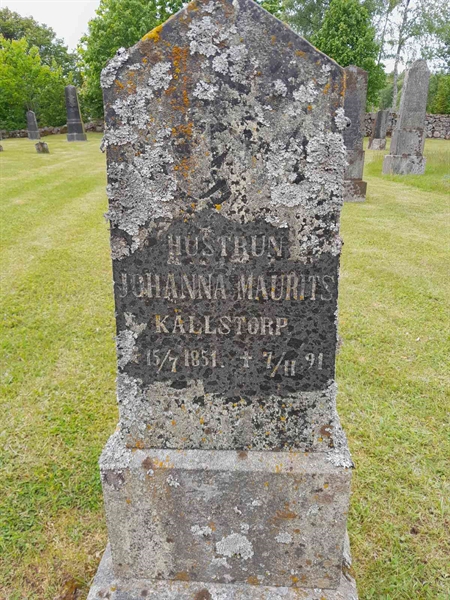 HUSTRUN
JOHANNA MAURITS
KÄLLSTORP
* 15/7 1851. + 7/11 91